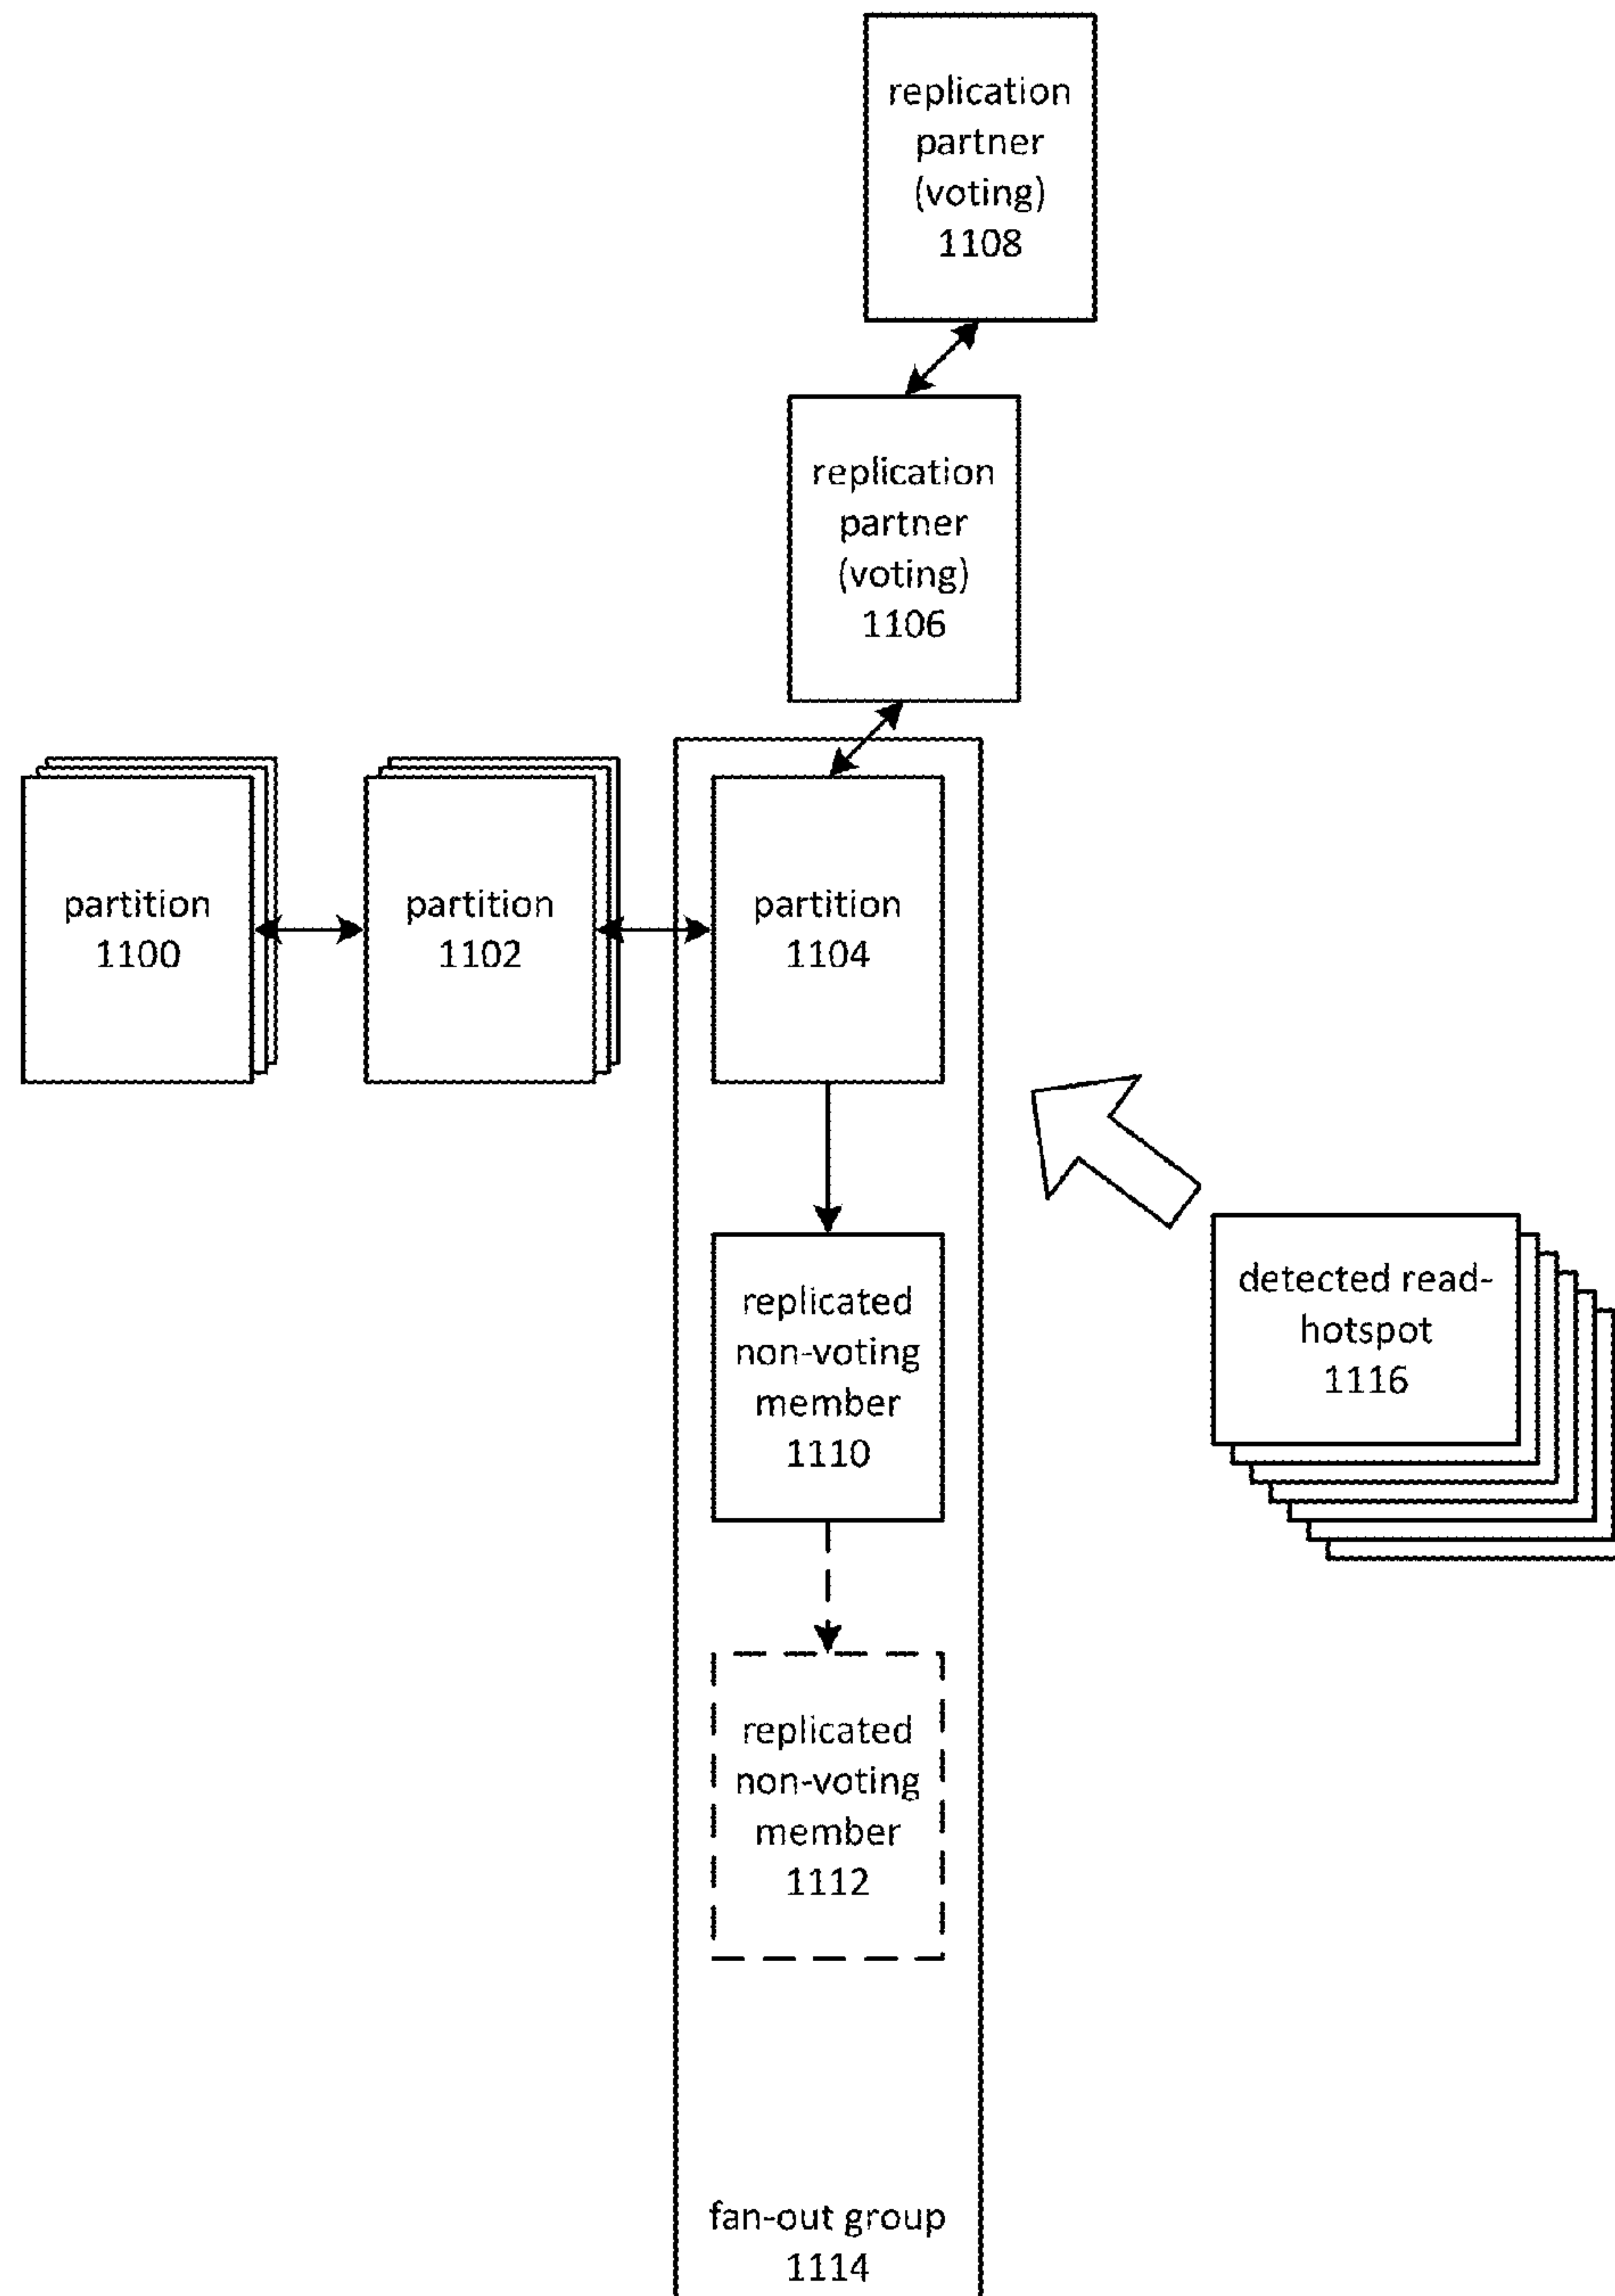 replication
partner
(voting)
1108
replication
partner
(voting)
1106
partition
1100
partition
1102
partition
1104
replicated
non-voting
member
1110
detected read-
hotspot
1116
replicated
non-voting
member
1112
fan-out group
1114